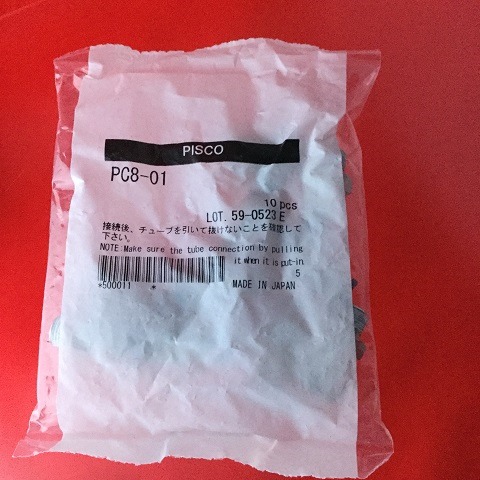 PISCO
PC8-01
10 pcs
LOT. 59-0523 E
接続後、チューブを引いて抜けないことを確認して
下さい。
NOTE:Make sure the tube connection by pulling
it when it is put-in.
5
*500011 *
MADE IN JAPAN